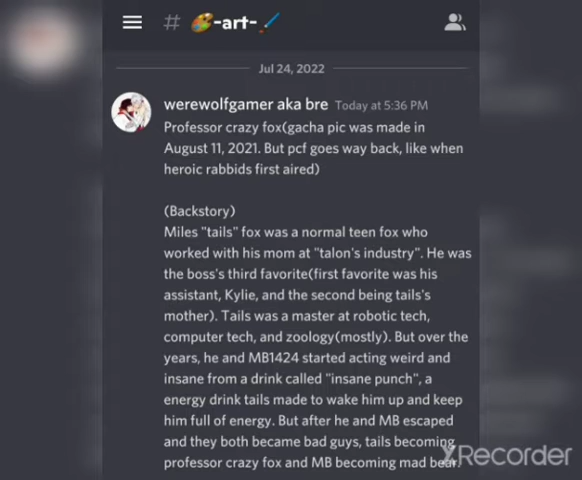 # 🎨-art-🖌️
Jul 24, 2022
werewolfgamer aka bre Today at 5:36 PM
Professor crazy fox(gacha pic was made in
August 11, 2021. But pcf goes way back, like when
heroic rabbids first aired)
(Backstory)
Miles "tails" fox was a normal teen fox who
worked with his mom at "talon's industry". He was
the boss's third favorite(first favorite was his
assistant, Kylie, and the second being tails's
mother). Tails was a master at robotic tech,
computer tech, and zoology(mostly). But over the
years, he and MB1424 started acting weird and
insane from a drink called "insane punch", a
energy drink tails made to wake him up and keep
him full of energy. But after he and MB escaped
and they both became bad guys, tails becoming
professor crazy fox and MB becoming mad bear.
XRecorder